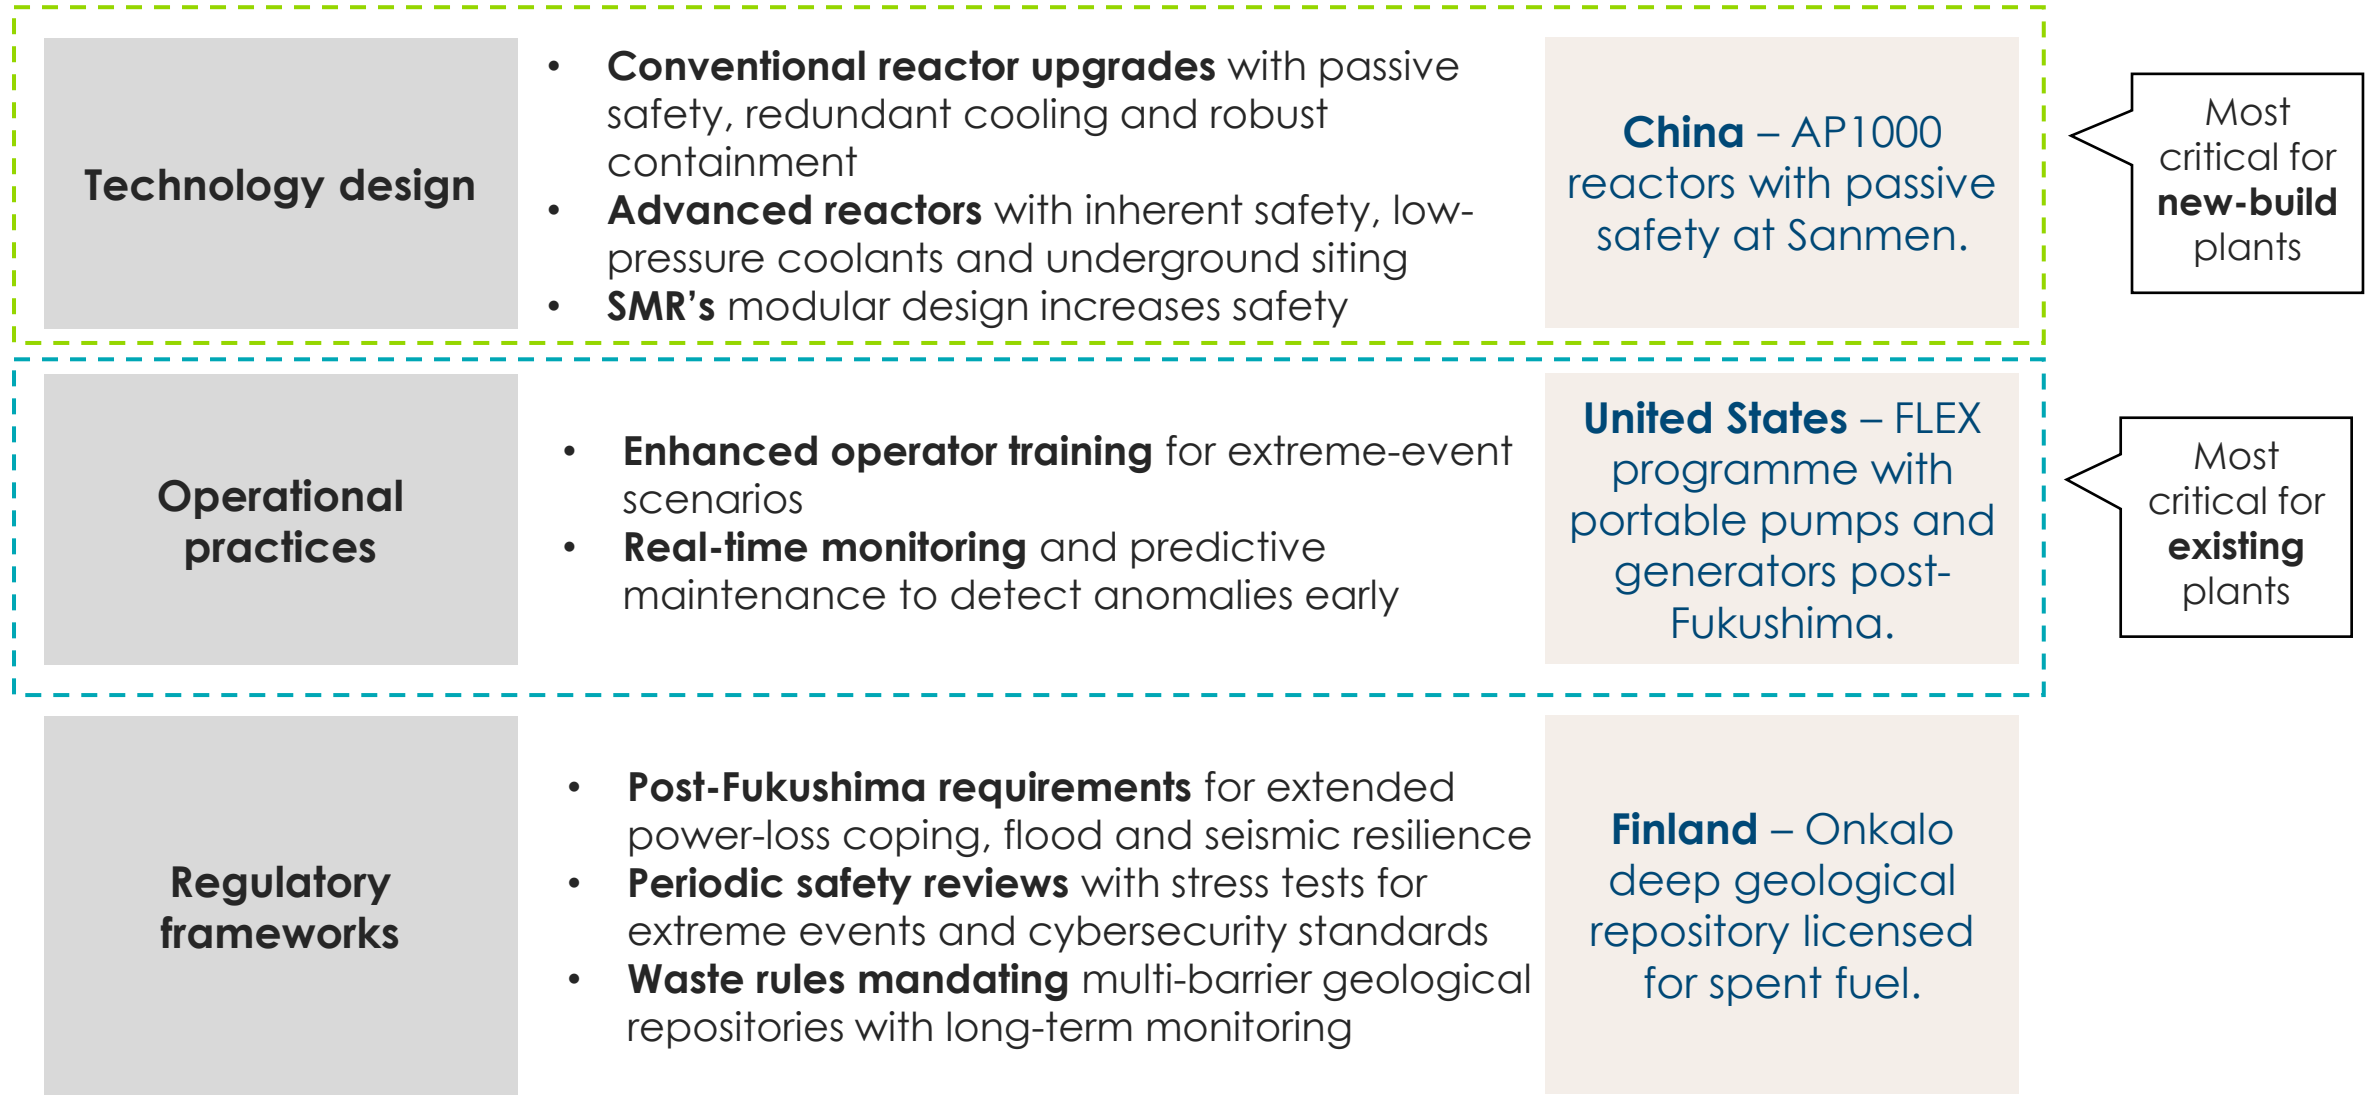 Technology design
• Conventional reactor upgrades with passive
safety, redundant cooling and robust
containment
• Advanced reactors with inherent safety, low-
pressure coolants and underground siting
• SMR’s modular design increases safety
China – AP1000
reactors with passive
safety at Sanmen.
Most
critical for
new-build
plants
Operational
practices
• Enhanced operator training for extreme-event
scenarios
• Real-time monitoring and predictive
maintenance to detect anomalies early
United States – FLEX
programme with
portable pumps and
generators post-
Fukushima.
Most
critical for
existing
plants
Regulatory
frameworks
• Post-Fukushima requirements for extended
power-loss coping, flood and seismic resilience
• Periodic safety reviews with stress tests for
extreme events and cybersecurity standards
• Waste rules mandating multi-barrier geological
repositories with long-term monitoring
Finland – Onkalo
deep geological
repository licensed
for spent fuel.